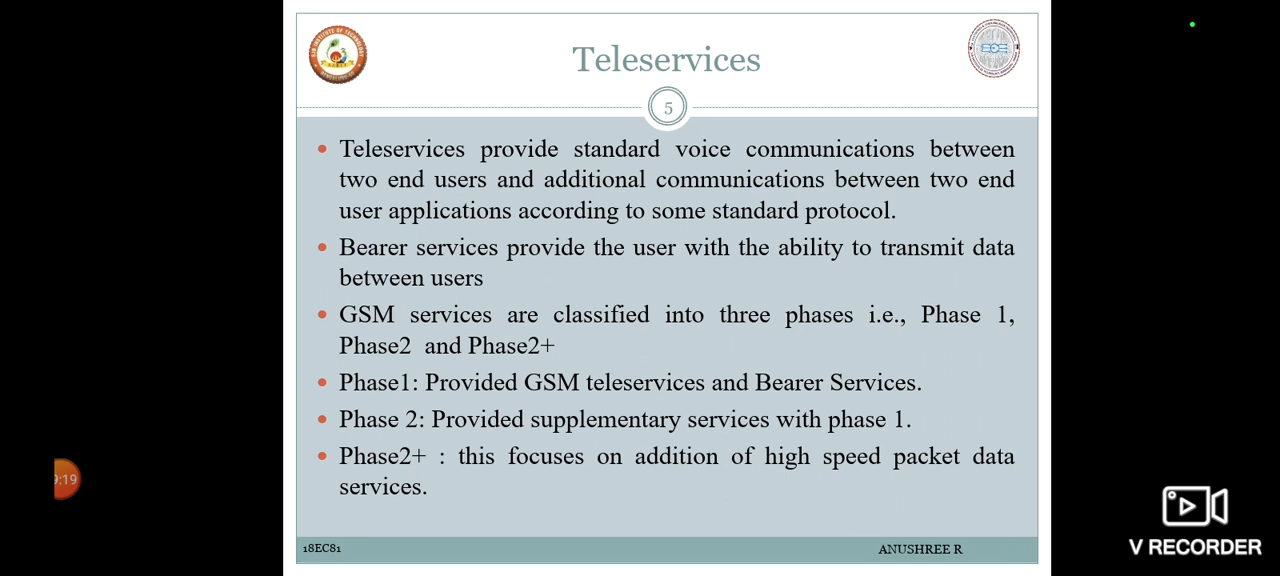 Teleservices
5
• Teleservices provide standard voice communications between
two end users and additional communications between two end
user applications according to some standard protocol.
• Bearer services provide the user with the ability to transmit data
between users
• GSM services are classified into three phases i.e., Phase 1,
Phase2 and Phase2+
• Phase1: Provided GSM teleservices and Bearer Services.
• Phase 2: Provided supplementary services with phase 1.
• Phase2+ : this focuses on addition of high speed packet data
services.
9:19
18EC81
ANUSHREE R
V RECORDER